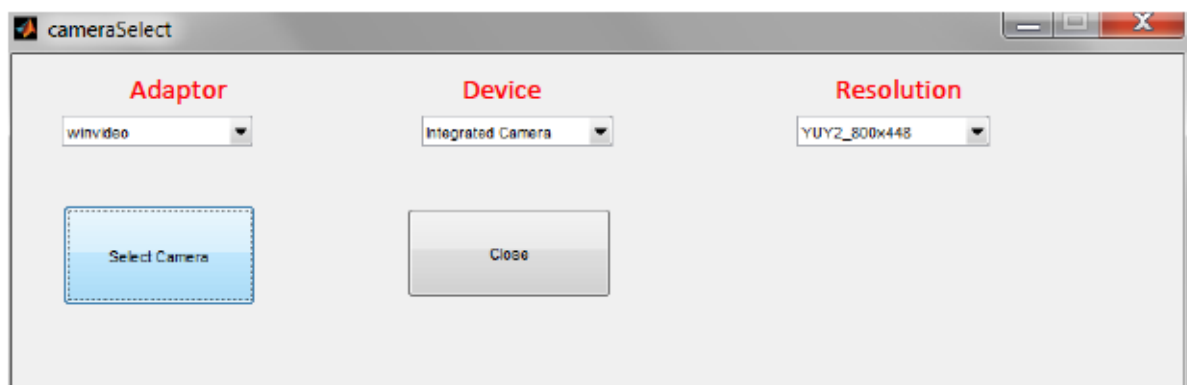 cameraSelect
Adaptor Device Resolution
winvideo Integrated Camera YUY2_800x448
Select Camera Close